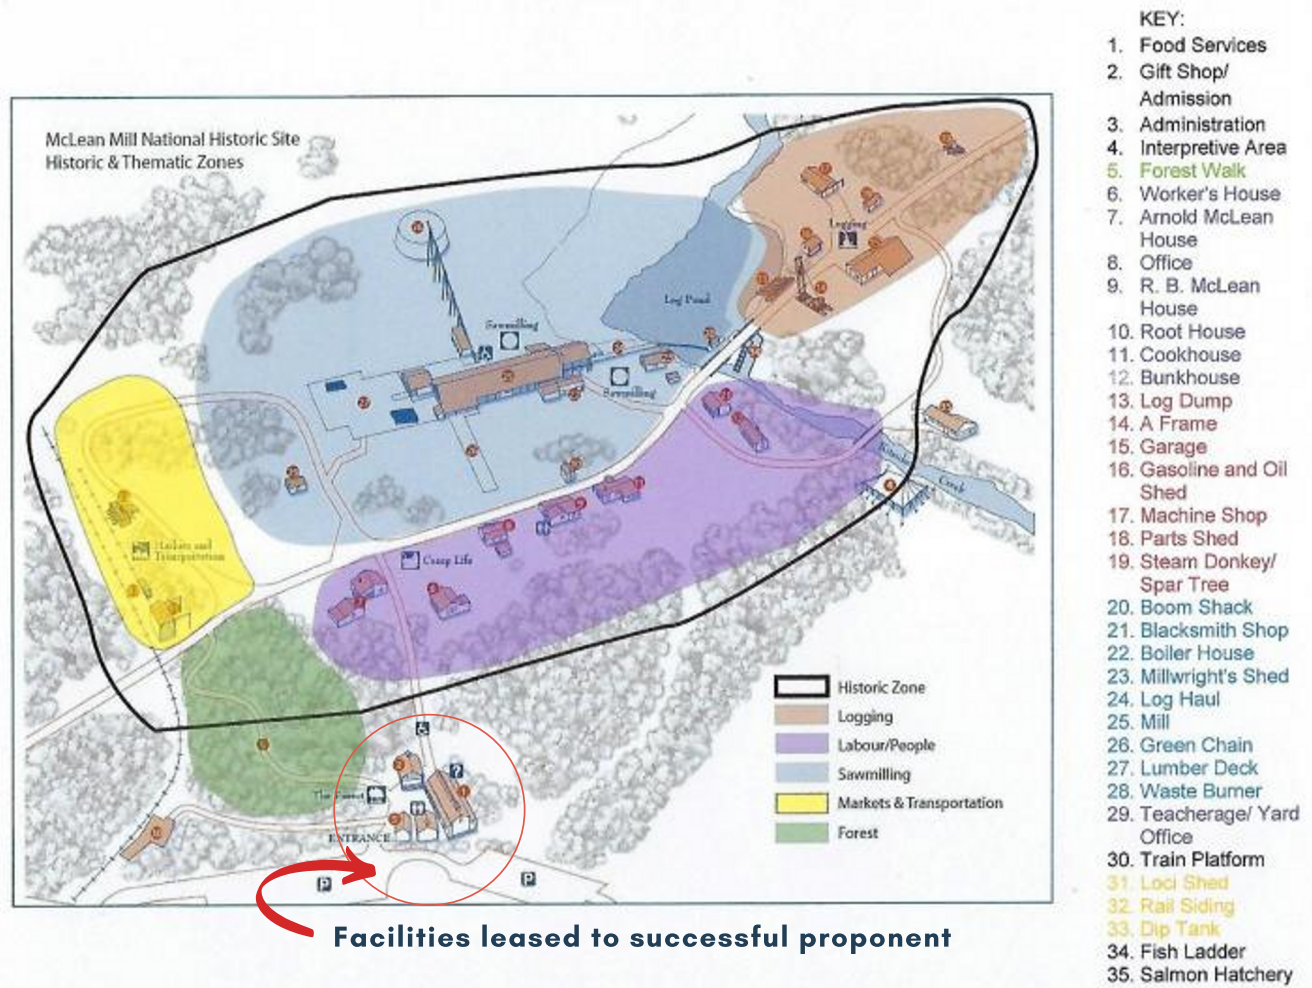 McLean Mill National Historic Site
Historic & Thematic Zones
Logging
Log Pond
Sawmilling
Sawmilling
Camp Life
Markets and
Transportation
Creek
The Forest
ENTRANCE
P
P
?
Historic Zone
Logging
Labour/People
Sawmilling
Markets & Transportation
Forest
Facilities leased to successful proponent
KEY:
1. Food Services
2. Gift Shop/
Admission
3. Administration
4. Interpretive Area
5. Forest Walk
6. Worker's House
7. Arnold McLean
House
8. Office
9. R. B. McLean
House
10. Root House
11. Cookhouse
12. Bunkhouse
13. Log Dump
14. A Frame
15. Garage
16. Gasoline and Oil
Shed
17. Machine Shop
18. Parts Shed
19. Steam Donkey/
Spar Tree
20. Boom Shack
21. Blacksmith Shop
22. Boiler House
23. Millwright's Shed
24. Log Haul
25. Mill
26. Green Chain
27. Lumber Deck
28. Waste Burner
29. Teacherage/ Yard
Office
30. Train Platform
31. Loci Shed
32. Rail Siding
33. Dip Tank
34. Fish Ladder
35. Salmon Hatchery